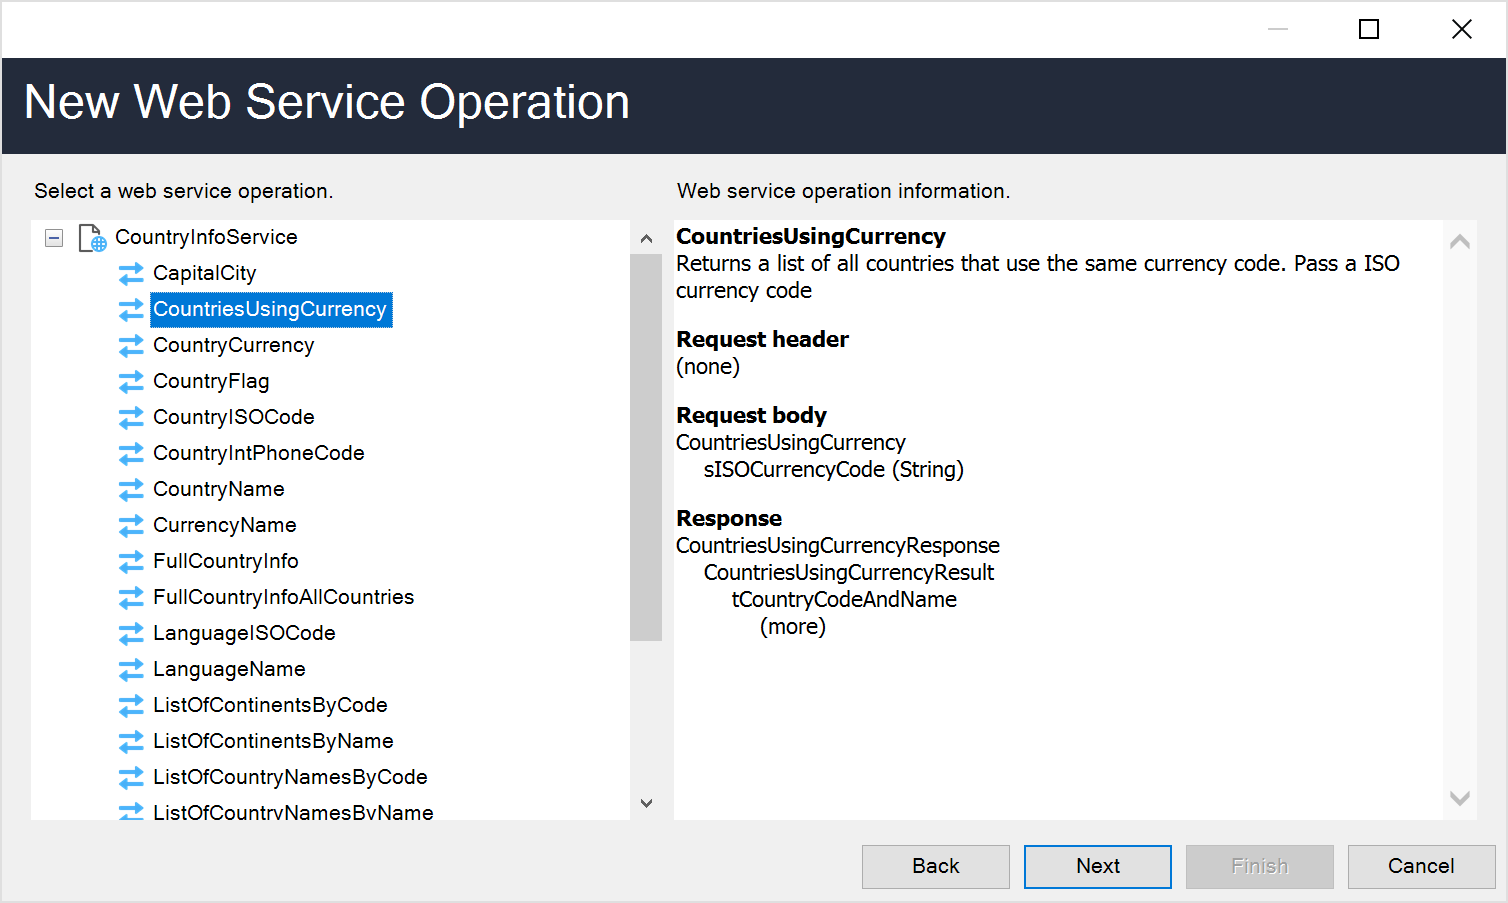 New Web Service Operation
Select a web service operation.
CountryInfoService
CapitalCity
CountriesUsingCurrency
CountryCurrency
CountryFlag
CountryISOCode
CountryIntPhoneCode
CountryName
CurrencyName
FullCountryInfo
FullCountryInfoAllCountries
LanguageISOCode
LanguageName
ListOfContinentsByCode
ListOfContinentsByName
ListOfCountryNamesByCode
ListOfCountryNamesByName
Web service operation information.
CountriesUsingCurrency
Returns a list of all countries that use the same currency code. Pass a ISO
currency code
Request header
(none)
Request body
CountriesUsingCurrency
sISOCurrencyCode (String)
Response
CountriesUsingCurrencyResponse
CountriesUsingCurrencyResult
tCountryCodeAndName
(more)
Back
Next
Finish
Cancel